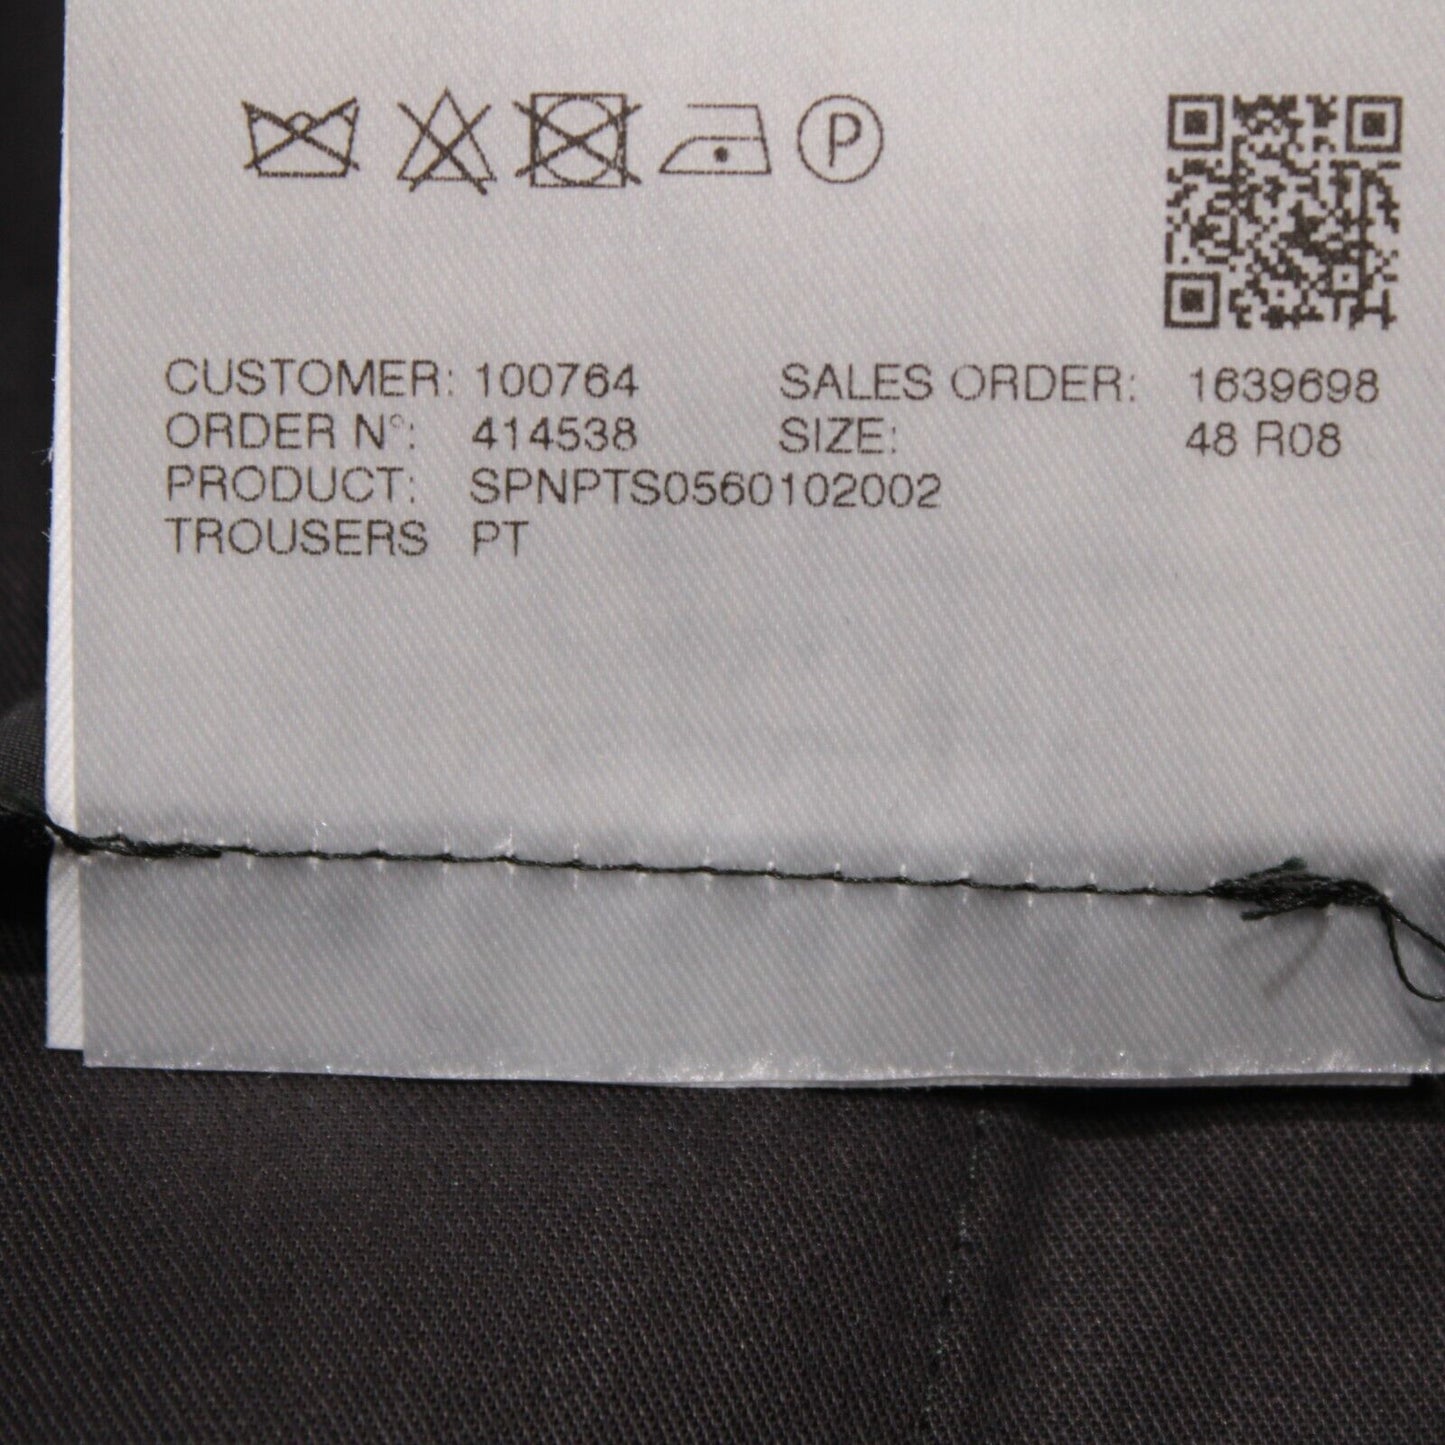 P
CUSTOMER: 100764 SALES ORDER: 1639698
ORDER N°: 414538 SIZE: 48 R08
PRODUCT: SPNPTS0560102002
TROUSERS PT